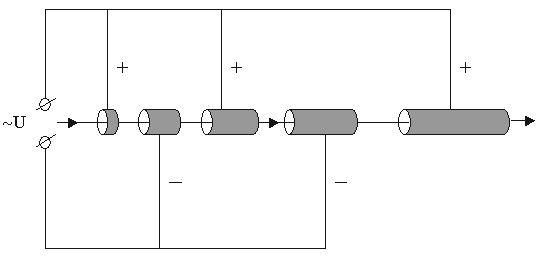 + + +
~U
− −